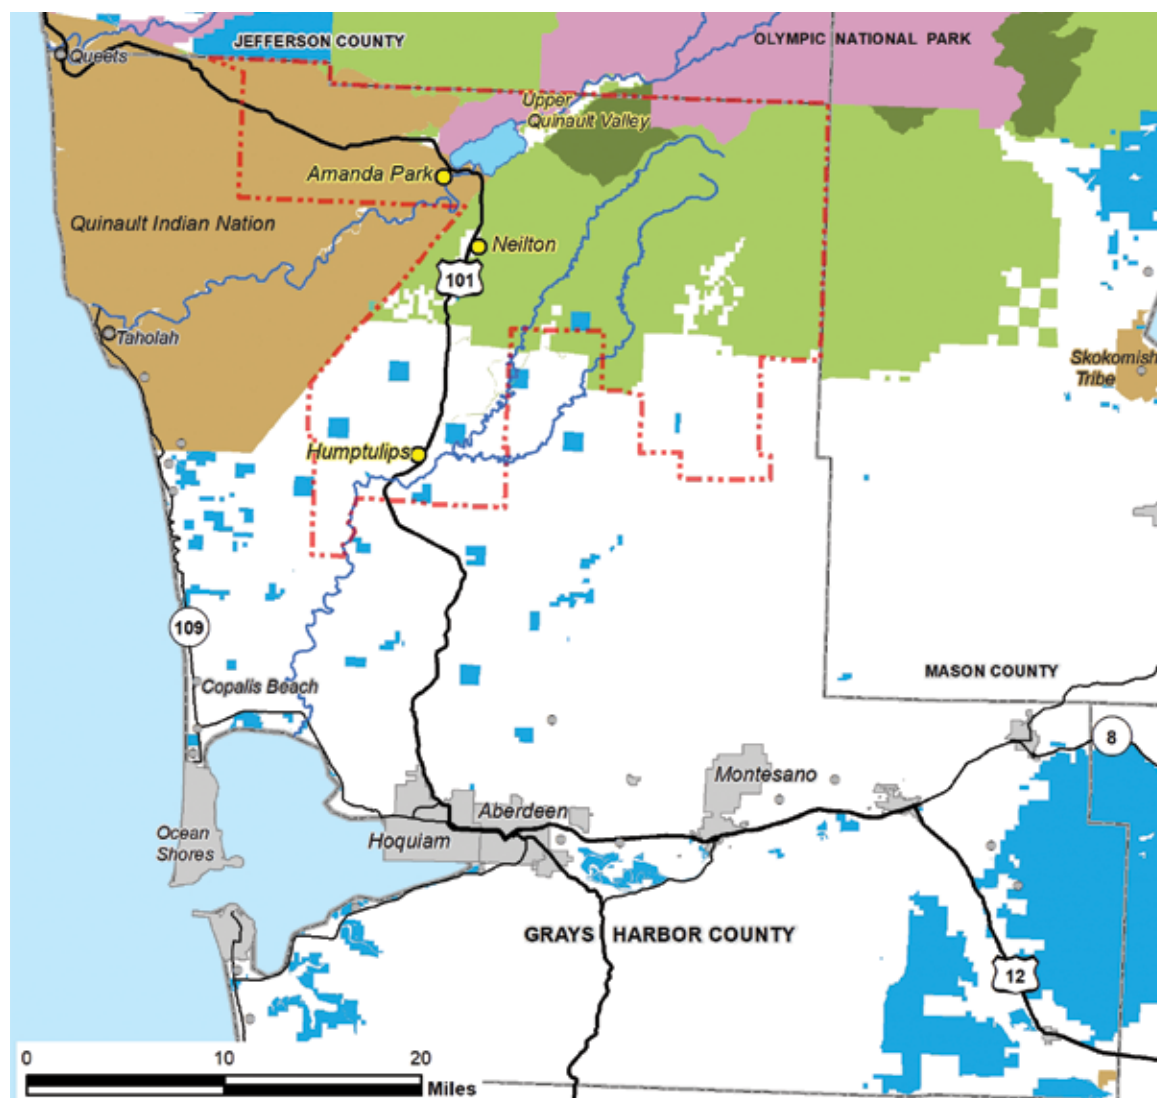 JEFFERSON COUNTY
OLYMPIC NATIONAL PARK
Queets
Upper
Quinault Valley
Amanda Park
Quinault Indian Nation
Neilton
101
Taholah
Skokomish
Tribe
Humptulips
109
MASON COUNTY
Copalis Beach
8
Montesano
Aberdeen
Ocean
Shores
Hoquiam
GRAYS HARBOR COUNTY
12
0 10 20
Miles